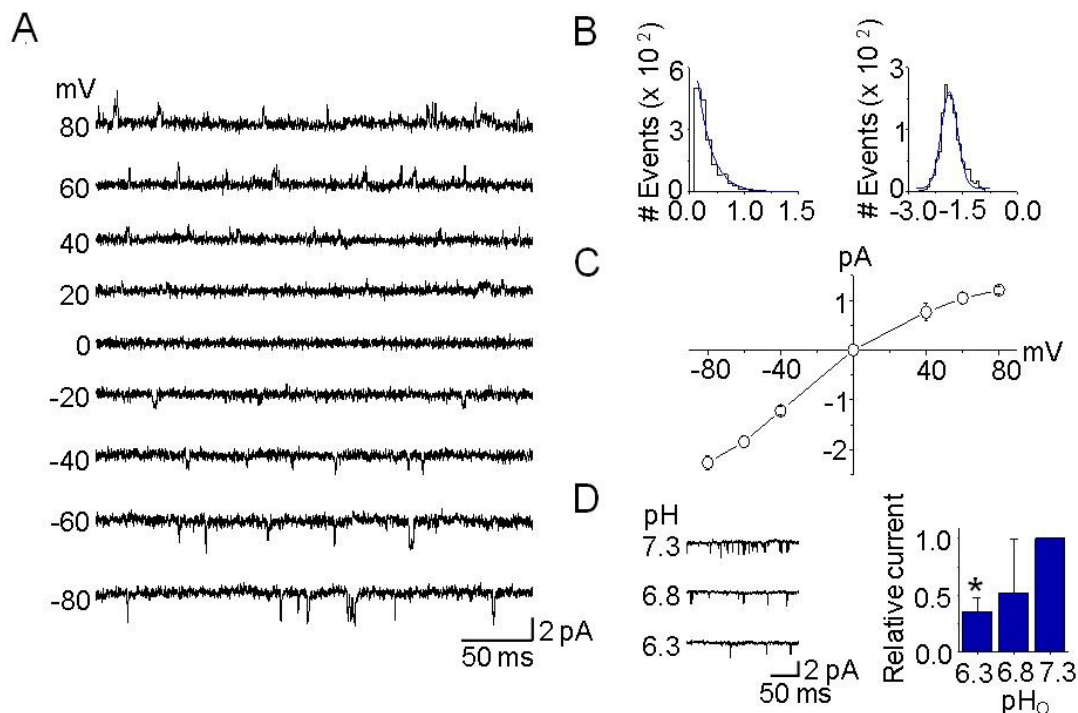 A
mV
80
60
40
20
0
-20
-40
-60
-80
2 pA
50 ms
B
# Events (x 10 2)
6
3
0
0.0 1.0 1.5
# Events (x 10 2)
3
1
0
-3.0 -1.5 0.0
C
pA
1
-80 -40 40 80 mV
-1
-2
D
pH
7.3
6.8
6.3
2 pA
50 ms
Relative current
1.0
0.5
0.0
*
6.3 6.8 7.3
pHO